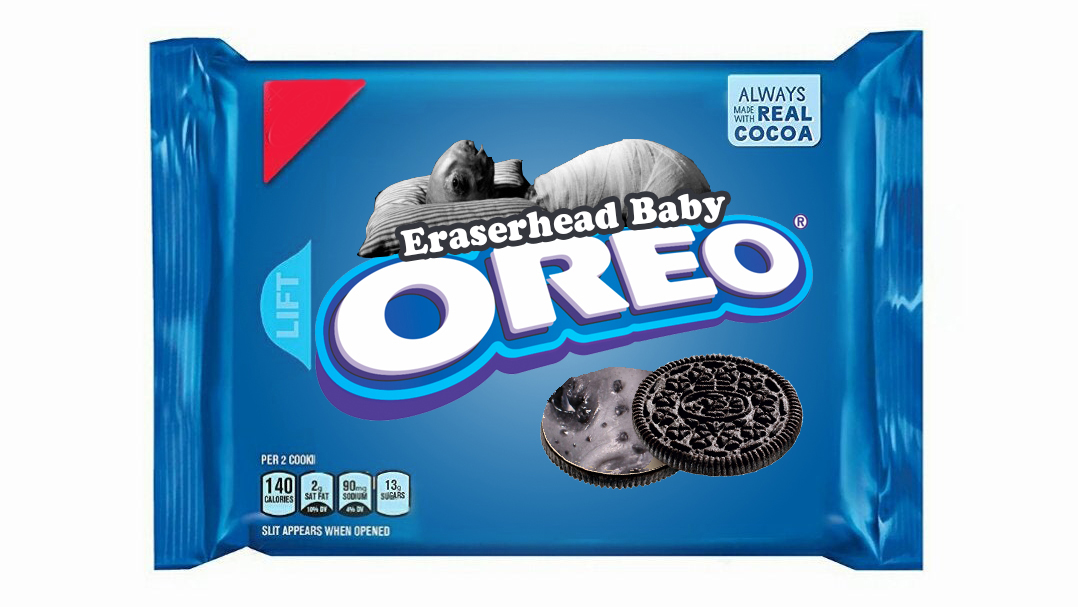 ALWAYS
MADE WITH REAL
COCOA
Eraserhead Baby
OREO®
LIFT
PER 2 COOKI
140 CALORIES
2g SAT FAT 10% DV
90mg SODIUM 4% DV
13g SUGARS
SLIT APPEARS WHEN OPENED